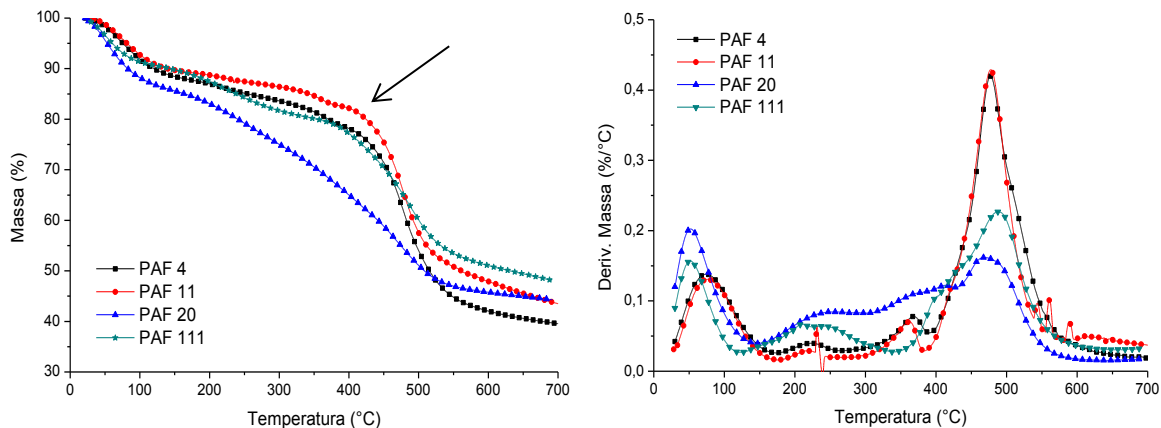 100
90
80
70
60
50
40
30
Massa (%)
PAF 4
PAF 11
PAF 20
PAF 111
0 100 200 300 400 500 600 700
Temperatura (°C)
0,5
0,4
0,3
0,2
0,1
0,0
Deriv. Massa (%/°C)
PAF 4
PAF 11
PAF 20
PAF 111
0 100 200 300 400 500 600 700
Temperatura (°C)